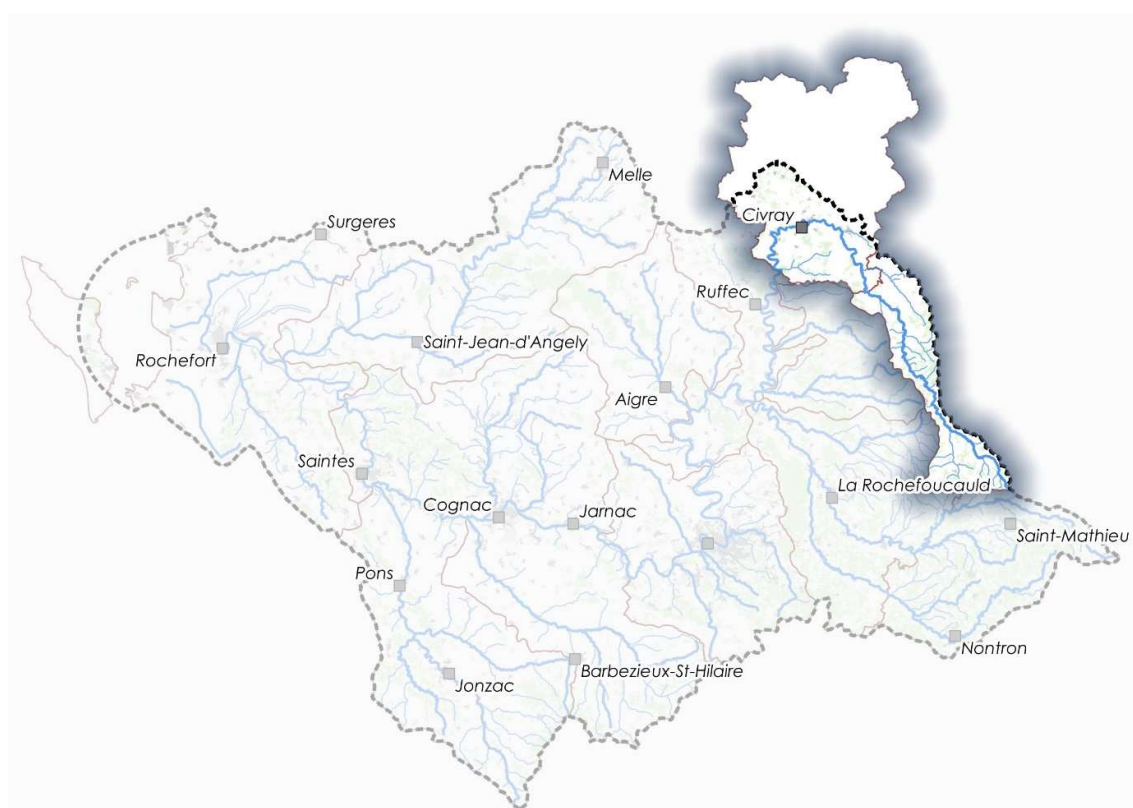 Melle
Civray
Surgeres
Ruffec
Saint-Jean-d'Angely
Rochefort
Aigre
Saintes
La Rochefoucauld
Cognac
Jarnac
Saint-Mathieu
Pons
Nontron
Barbezieux-St-Hilaire
Jonzac